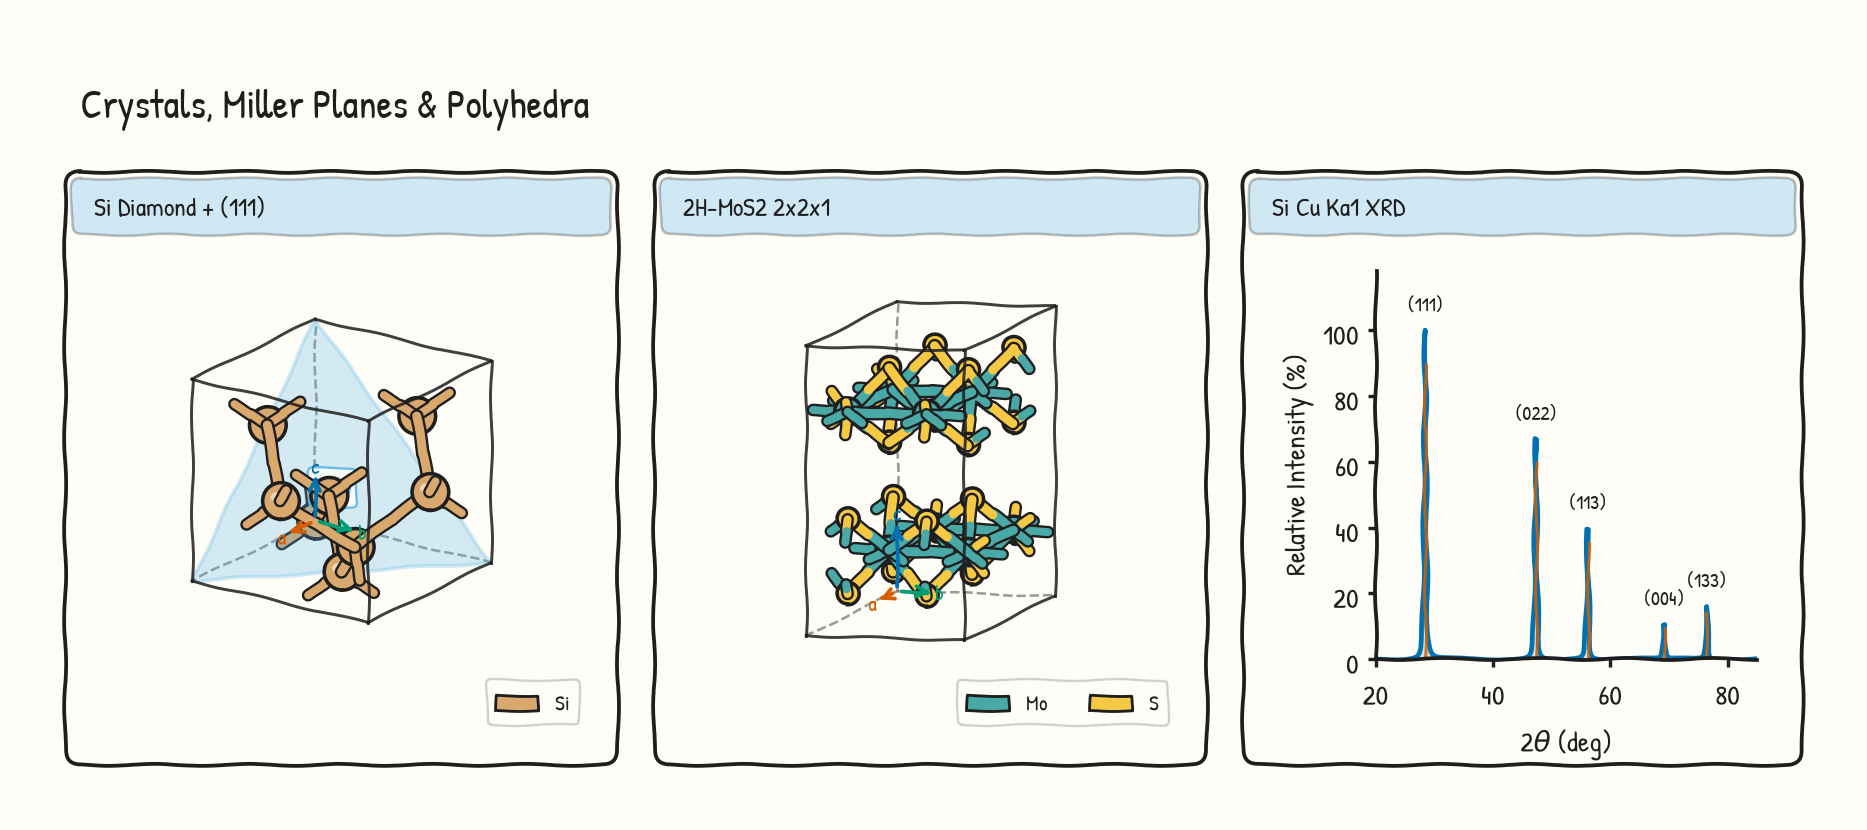 Crystals, Miller Planes & Polyhedra
Si Diamond + (111)
c
a
b
Si
2H-MoS2 2x2x1
a
b
Mo
S
Si Cu Ka1 XRD
Relative Intensity (%)
100
80
60
40
20
0
(111)
(022)
(113)
(004)
(133)
20
40
60
80
2θ (deg)